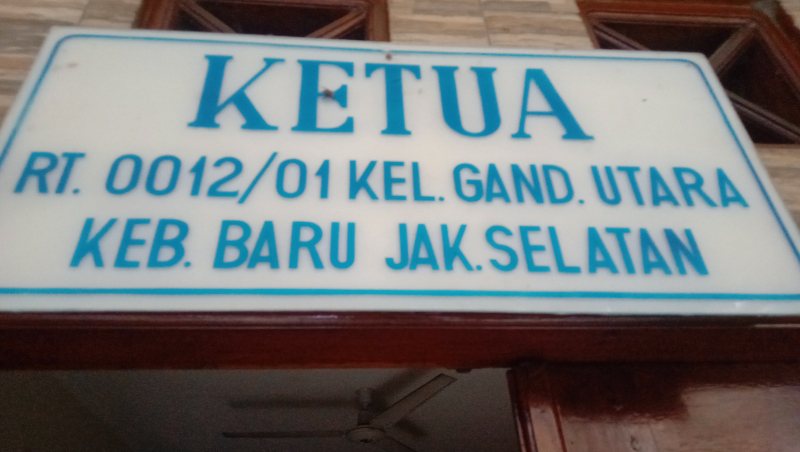 KETUA
RT. 0012/01 KEL. GAND. UTARA
KEB. BARU JAK. SELATAN